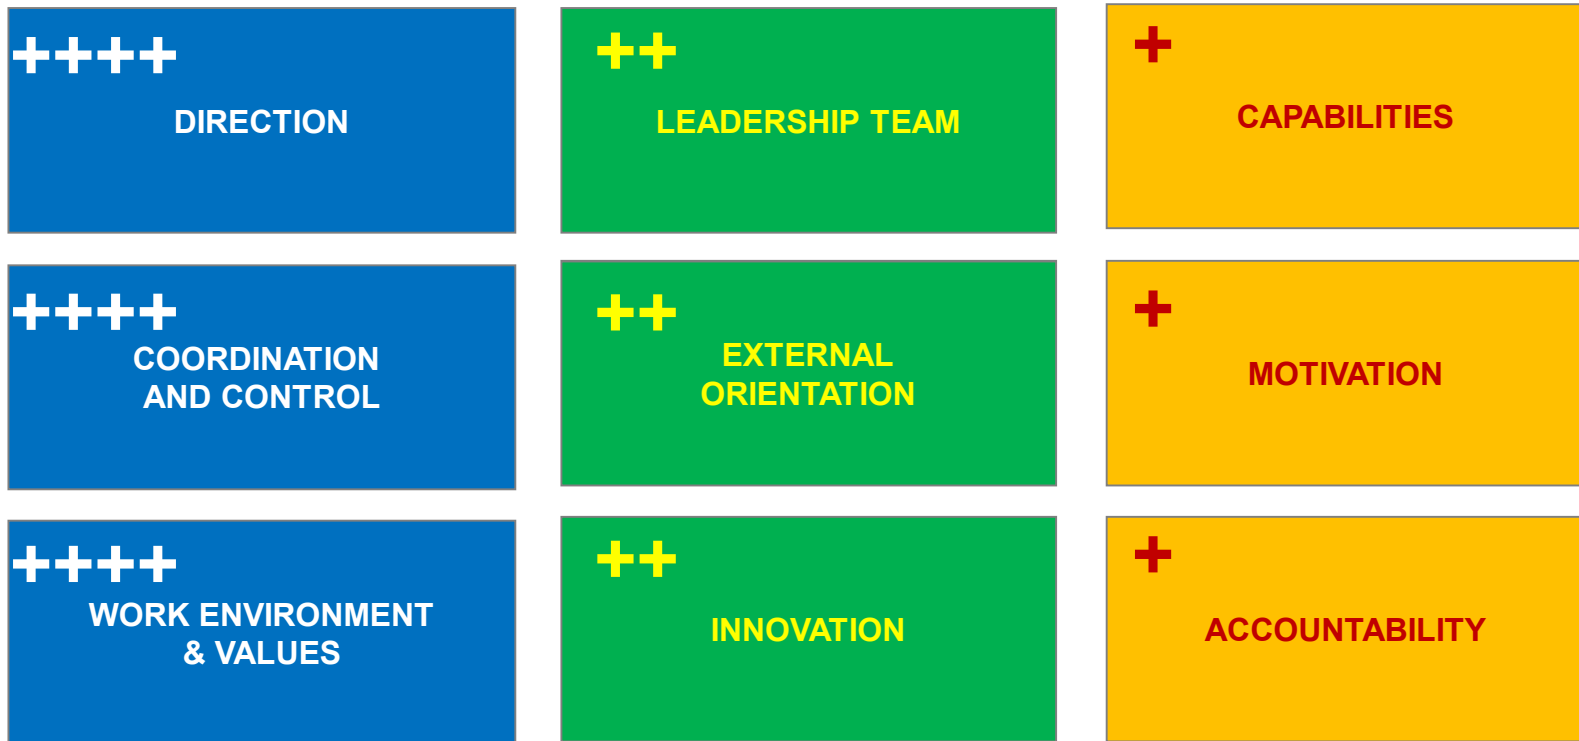 ++++
DIRECTION
++
LEADERSHIP TEAM
+
CAPABILITIES
++++
COORDINATION
AND CONTROL
++
EXTERNAL
ORIENTATION
+
MOTIVATION
++++
WORK ENVIRONMENT
& VALUES
++
INNOVATION
+
ACCOUNTABILITY